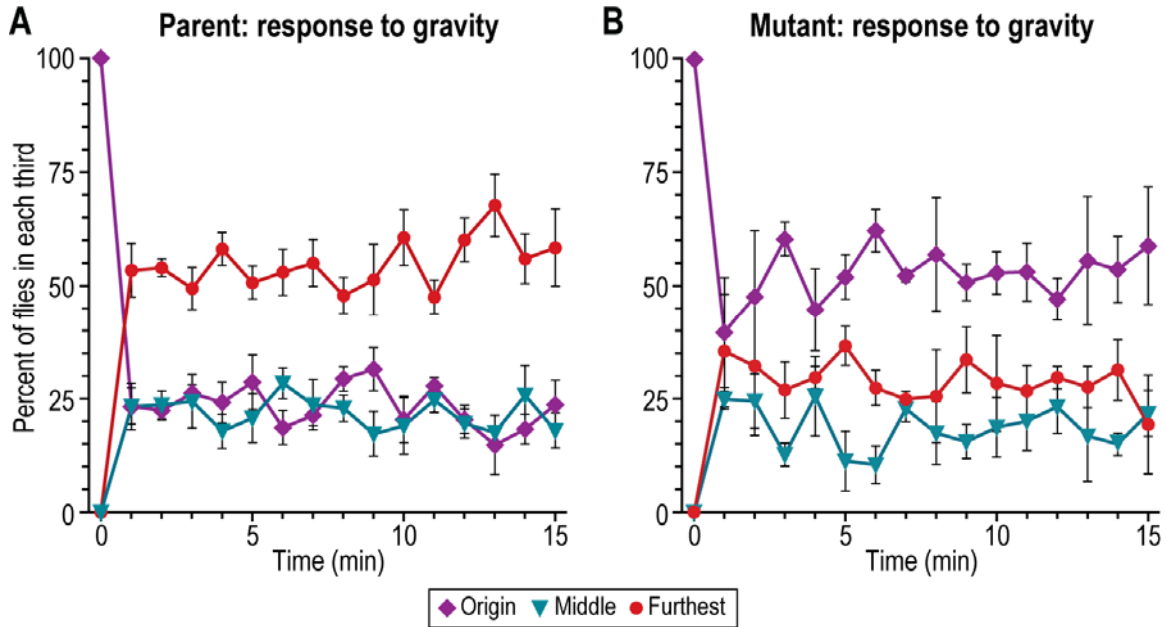 A Parent: response to gravity
B Mutant: response to gravity
Percent of flies in each third
100
75
50
25
0
0 5 10 15
Time (min)
100
75
50
25
0
0 5 10 15
Time (min)
Origin Middle Furthest